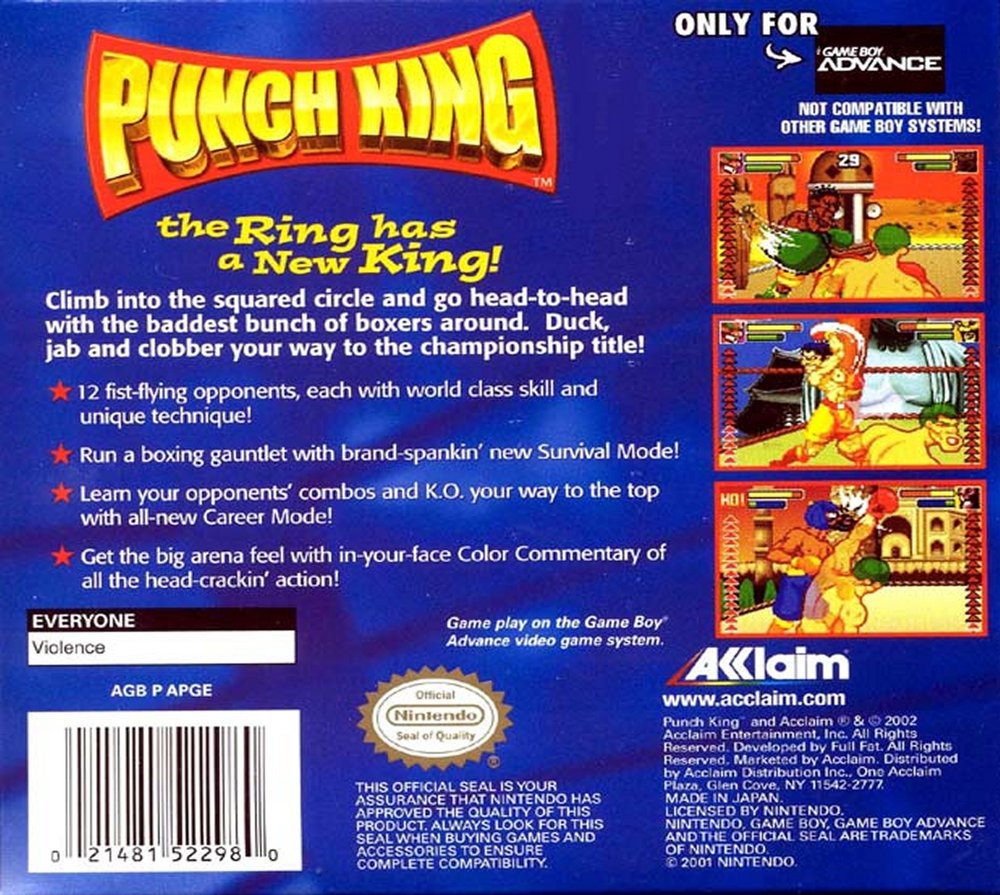 PUNCH KING
TM
the Ring has
a New King!
Climb into the squared circle and go head-to-head
with the baddest bunch of boxers around. Duck,
jab and clobber your way to the championship title!
★ 12 fist-flying opponents, each with world class skill and
unique technique!
★ Run a boxing gauntlet with brand-spankin' new Survival Mode!
★ Learn your opponents' combos and K.O. your way to the top
with all-new Career Mode!
★ Get the big arena feel with in-your-face Color Commentary of
all the head-crackin' action!
EVERYONE
Violence
AGB P APGE
0 21481 52298 0
Game play on the Game Boy®
Advance video game system.
Official
Nintendo
Seal of Quality
®
THIS OFFICIAL SEAL IS YOUR
ASSURANCE THAT NINTENDO HAS
APPROVED THE QUALITY OF THIS
PRODUCT. ALWAYS LOOK FOR THIS
SEAL WHEN BUYING GAMES AND
ACCESSORIES TO ENSURE
COMPLETE COMPATIBILITY.
ONLY FOR
GAME BOY
ADVANCE
NOT COMPATIBLE WITH
OTHER GAME BOY SYSTEMS!
29
KO!
AKKlaim
www.acclaim.com
Punch King™ and Acclaim ® & © 2002
Acclaim Entertainment, Inc. All Rights
Reserved. Developed by Full Fat. All Rights
Reserved. Marketed by Acclaim. Distributed
by Acclaim Distribution Inc., One Acclaim
Plaza, Glen Cove, NY 11542-2777.
MADE IN JAPAN.
LICENSED BY NINTENDO.
NINTENDO, GAME BOY, GAME BOY ADVANCE
AND THE OFFICIAL SEAL ARE TRADEMARKS
OF NINTENDO.
© 2001 NINTENDO.